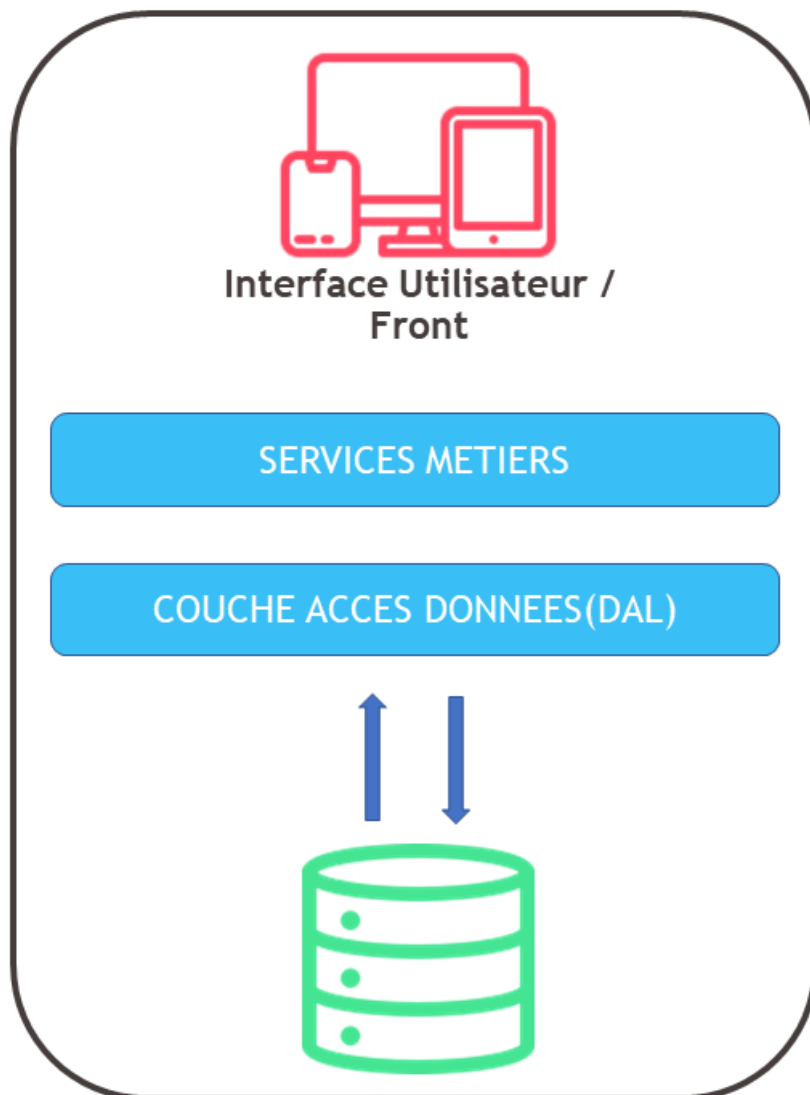 Interface Utilisateur /
Front
SERVICES METIERS
COUCHE ACCES DONNEES(DAL)